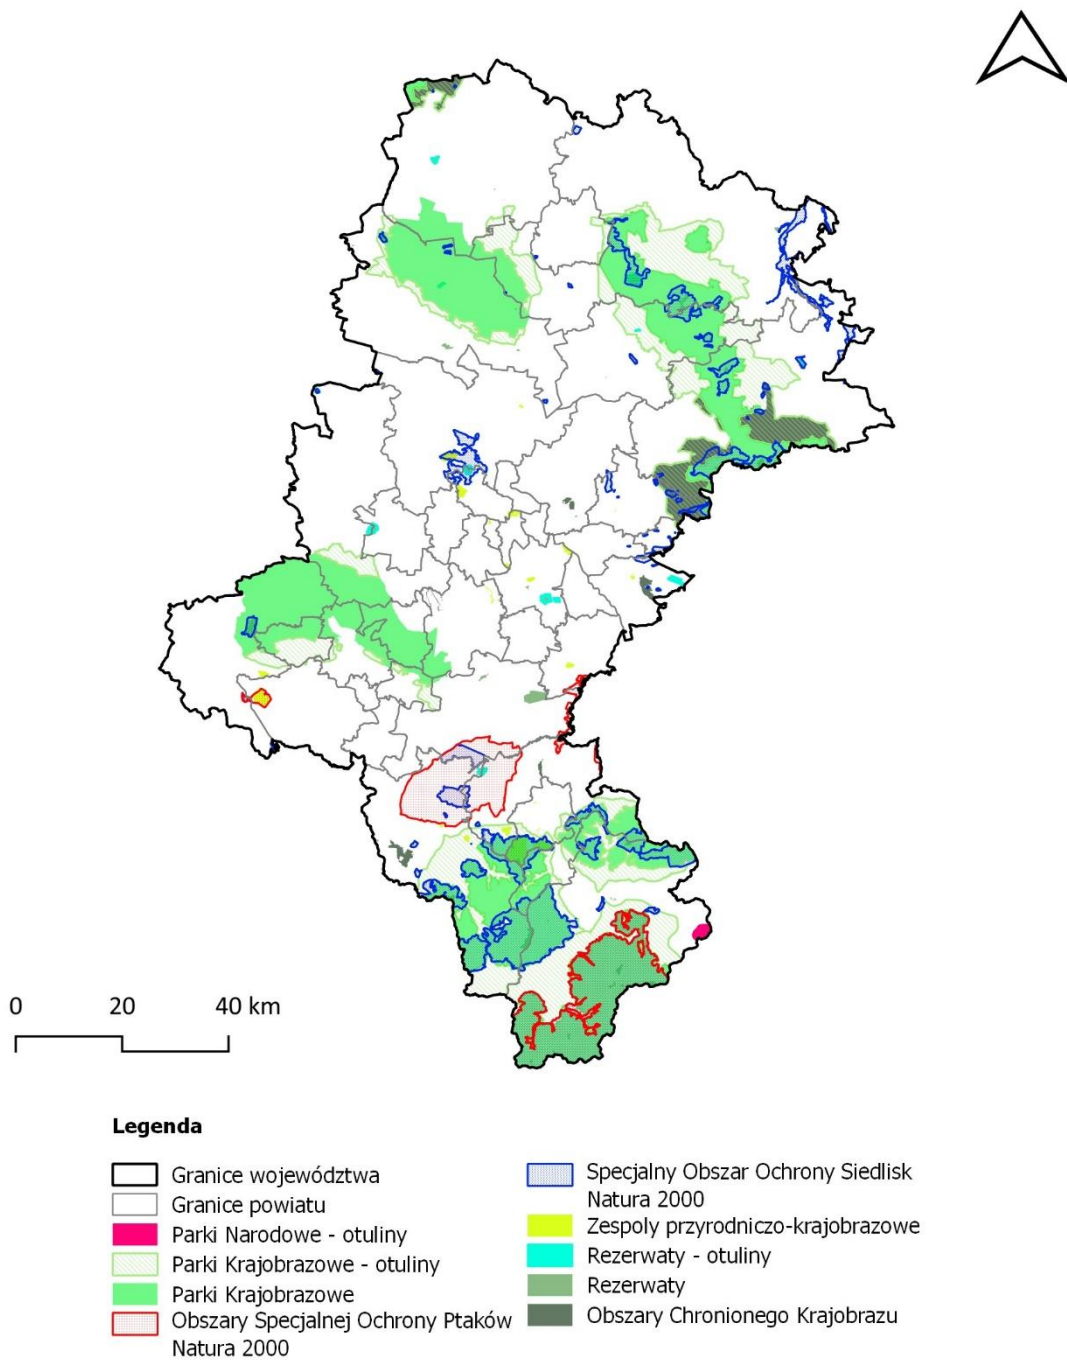 0 20 40 km
Legenda
Granice województwa
Granice powiatu
Parki Narodowe - otuliny
Parki Krajobrazowe - otuliny
Parki Krajobrazowe
Obszary Specjalnej Ochrony Ptaków
Natura 2000
Specjalny Obszar Ochrony Siedlisk
Natura 2000
Zespoly przyrodniczo-krajobrazowe
Rezerwaty - otuliny
Rezerwaty
Obszary Chronionego Krajobrazu